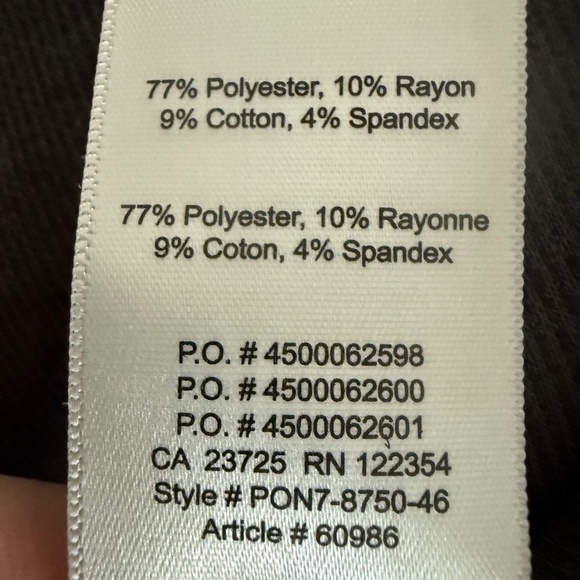 77% Polyester, 10% Rayon
9% Cotton, 4% Spandex
77% Polyester, 10% Rayonne
9% Coton, 4% Spandex
P.O. # 4500062598
P.O. # 4500062600
P.O. # 4500062601
CA 23725 RN 122354
Style # PON7-8750-46
Article # 60986